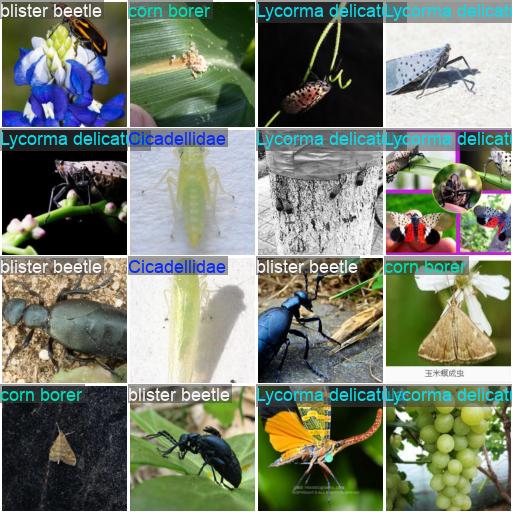 blister beetle
corn borer
Lycorma delicat
Lycorma delicat
Lycorma delicat
Cicadellidae
Lycorma delicat
Lycorma delicat
blister beetle
Cicadellidae
blister beetle
corn borer
玉米螟成虫
corn borer
blister beetle
Lycorma delicat
Lycorma delicat